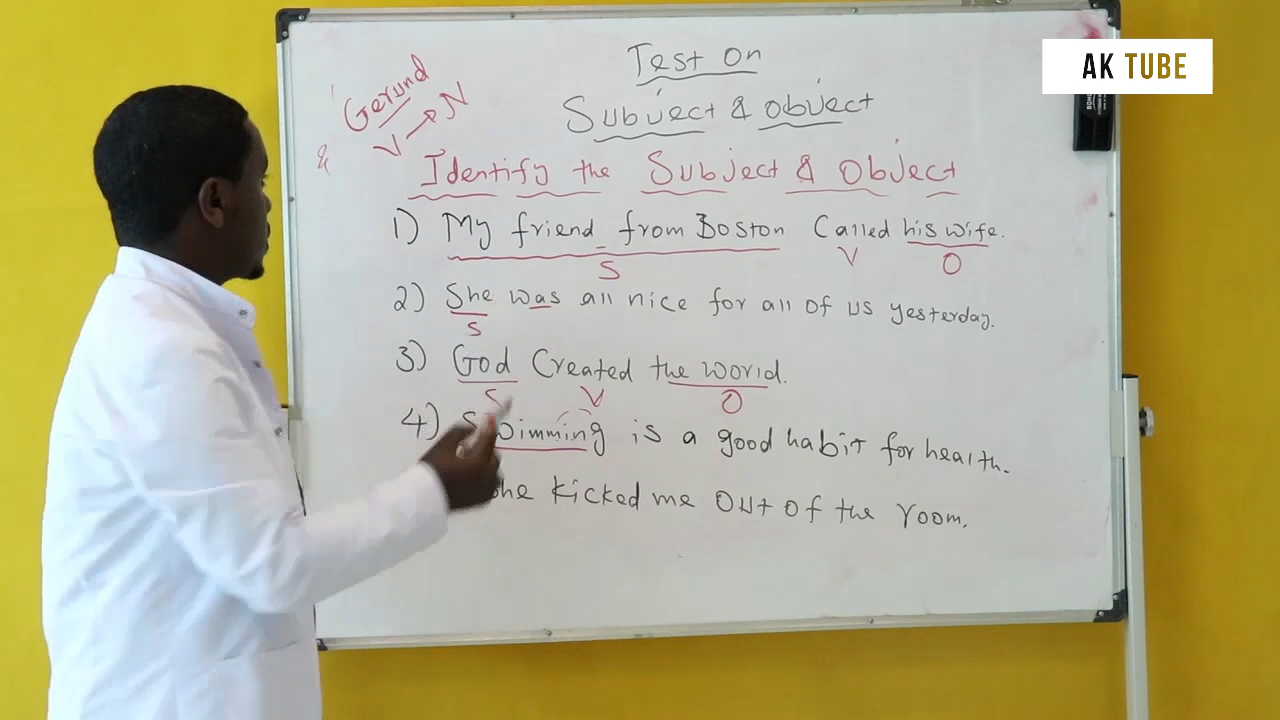 AK TUBE
Test on
Subject & object
Gerund
V → N
&
Identify the Subject & Object
1) My friend from Boston Called his wife.
S V O
2) She was all nice for all of us yesterday.
S
3) God Created the world.
S V O
4) Swimming is a good habit for health.
she kicked me out of the room.